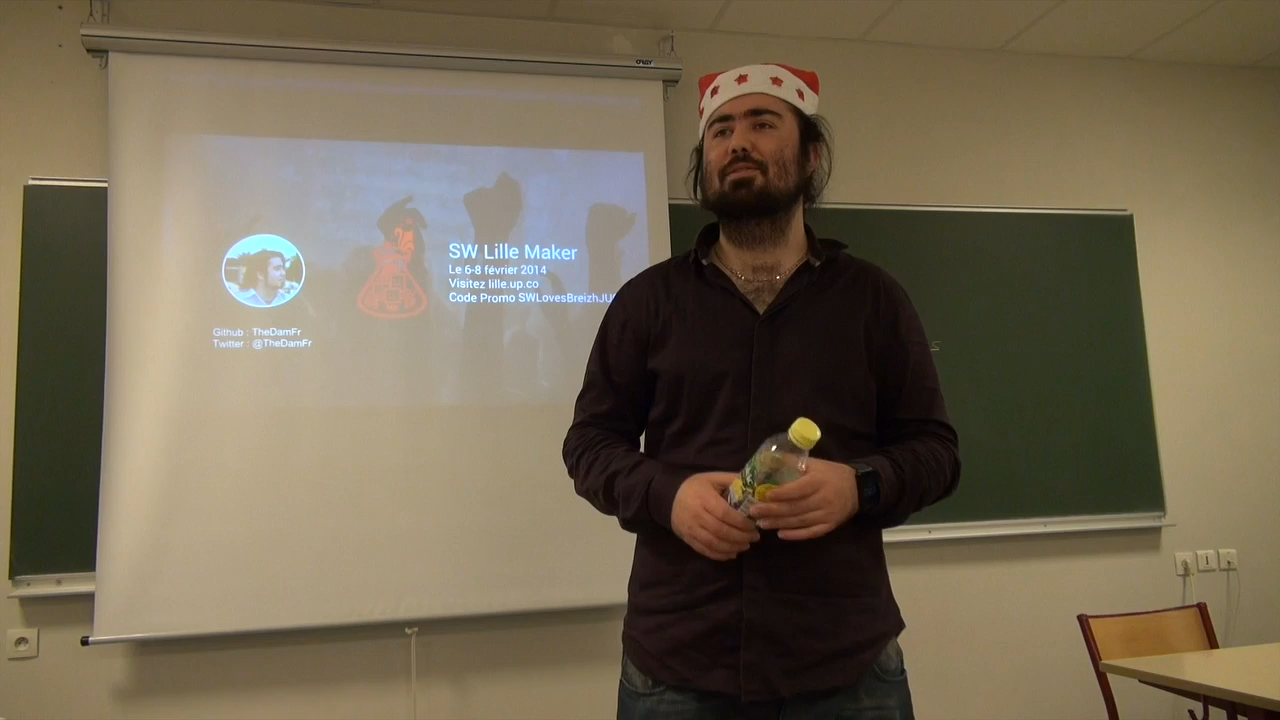 SW Lille Maker
Le 6-8 février 2014
Visitez lille.up.co
Code Promo SWLovesBreizhJU
Github : TheDamFr
Twitter : @TheDamFr